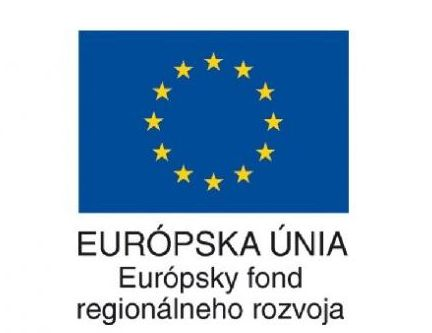 EURÓPSKA ÚNIA
Európsky fond
regionálneho rozvoja